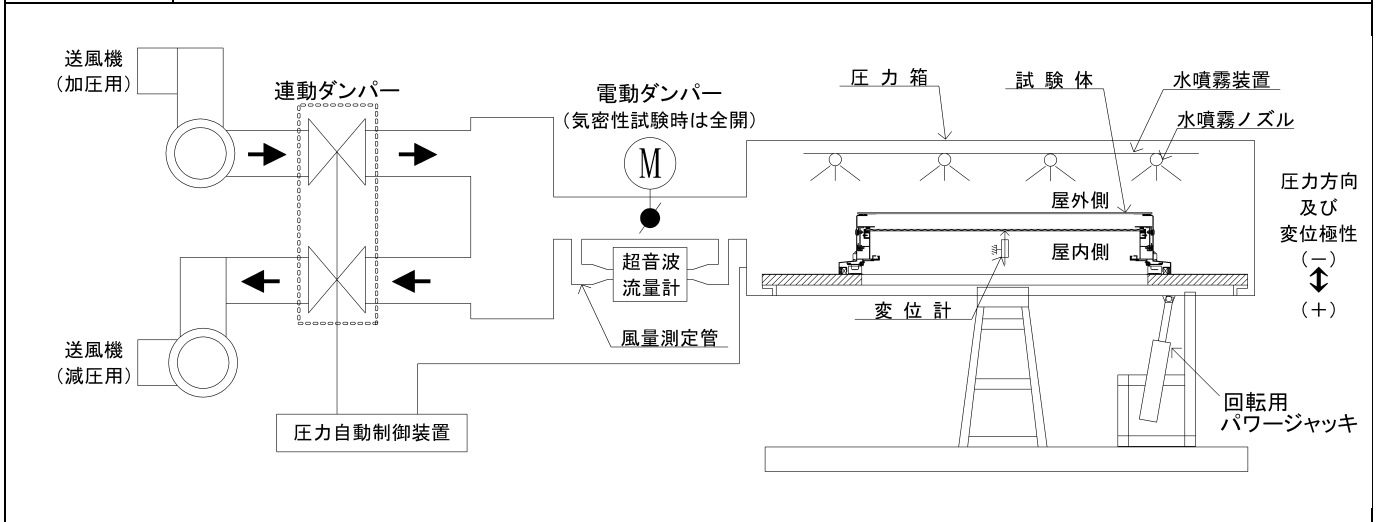 送風機
(加圧用)
連動ダンパー
電動ダンパー
(気密性試験時は全開)
M
圧力箱
試験体
水噴霧装置
水噴霧ノズル
屋外側
屋内側
圧力方向
及び
変位極性
(－)
(＋)
超音波
流量計
変位計
風量測定管
送風機
(減圧用)
圧力自動制御装置
回転用
パワージャッキ